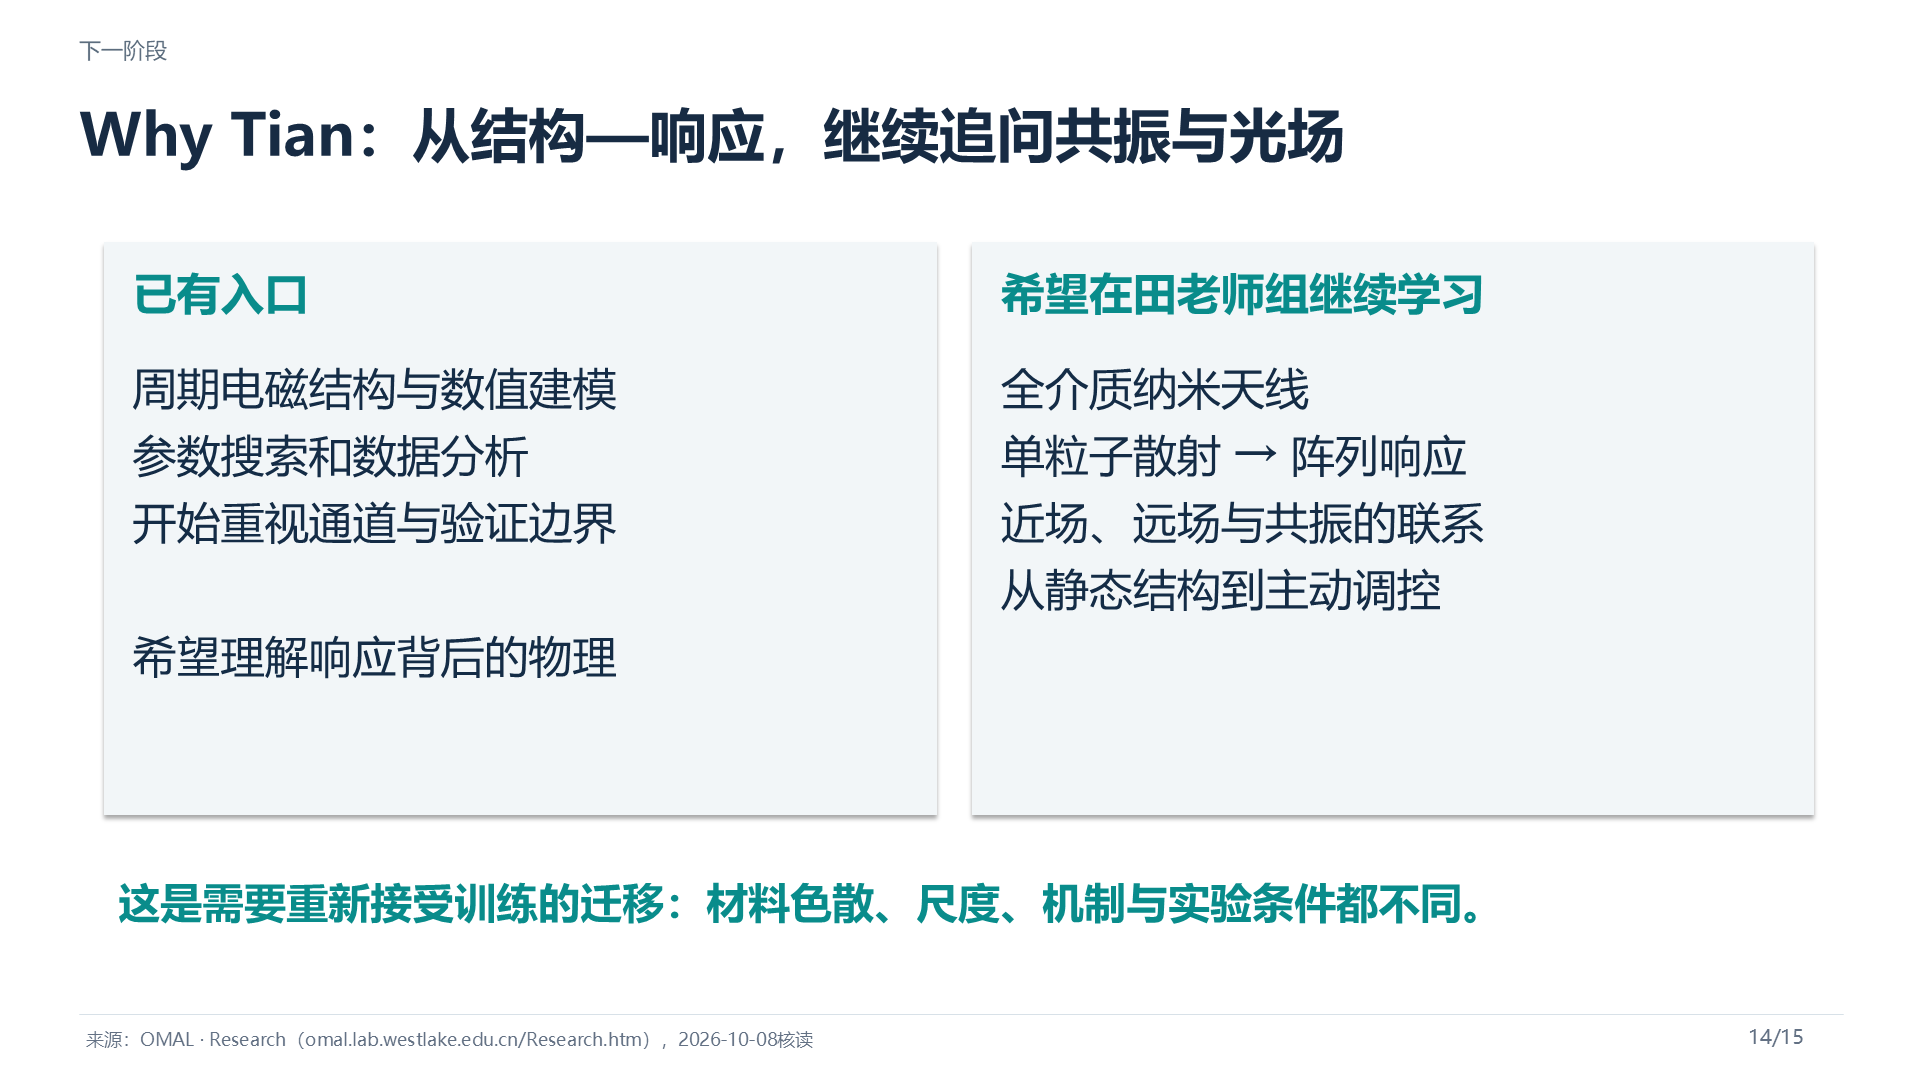 下一阶段
Why Tian：从结构—响应，继续追问共振与光场
已有入口
周期电磁结构与数值建模
参数搜索和数据分析
开始重视通道与验证边界
希望理解响应背后的物理
希望在田老师组继续学习
全介质纳米天线
单粒子散射 → 阵列响应
近场、远场与共振的联系
从静态结构到主动调控
这是需要重新接受训练的迁移：材料色散、尺度、机制与实验条件都不同。
来源：OMAL · Research（omal.lab.westlake.edu.cn/Research.htm），2026-10-08核读
14/15